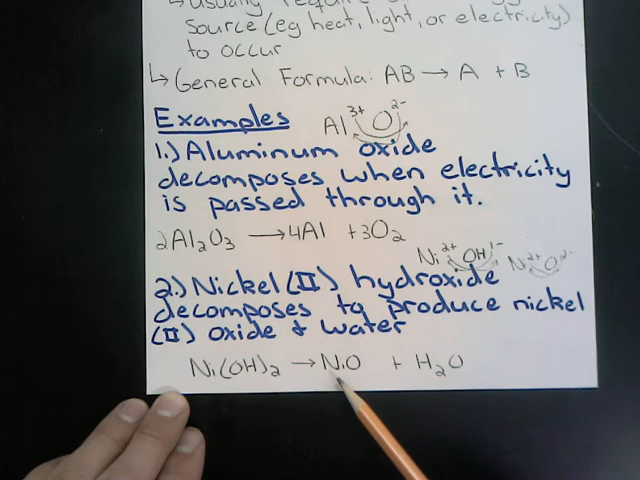 ↳ Usually require
source (eg heat, light, or electricity)
to occur
↳ General Formula: AB → A + B
Examples
Al³⁺ O²⁻
1.) Aluminum oxide
decomposes when electricity
is passed through it.
2Al₂O₃ → 4Al + 3O₂
Ni²⁺ OH¹⁻ Ni²⁺ O²⁻
2.) Nickel (II) hydroxide
decomposes to produce nickel
(II) oxide & water
Ni(OH)₂ → NiO + H₂O